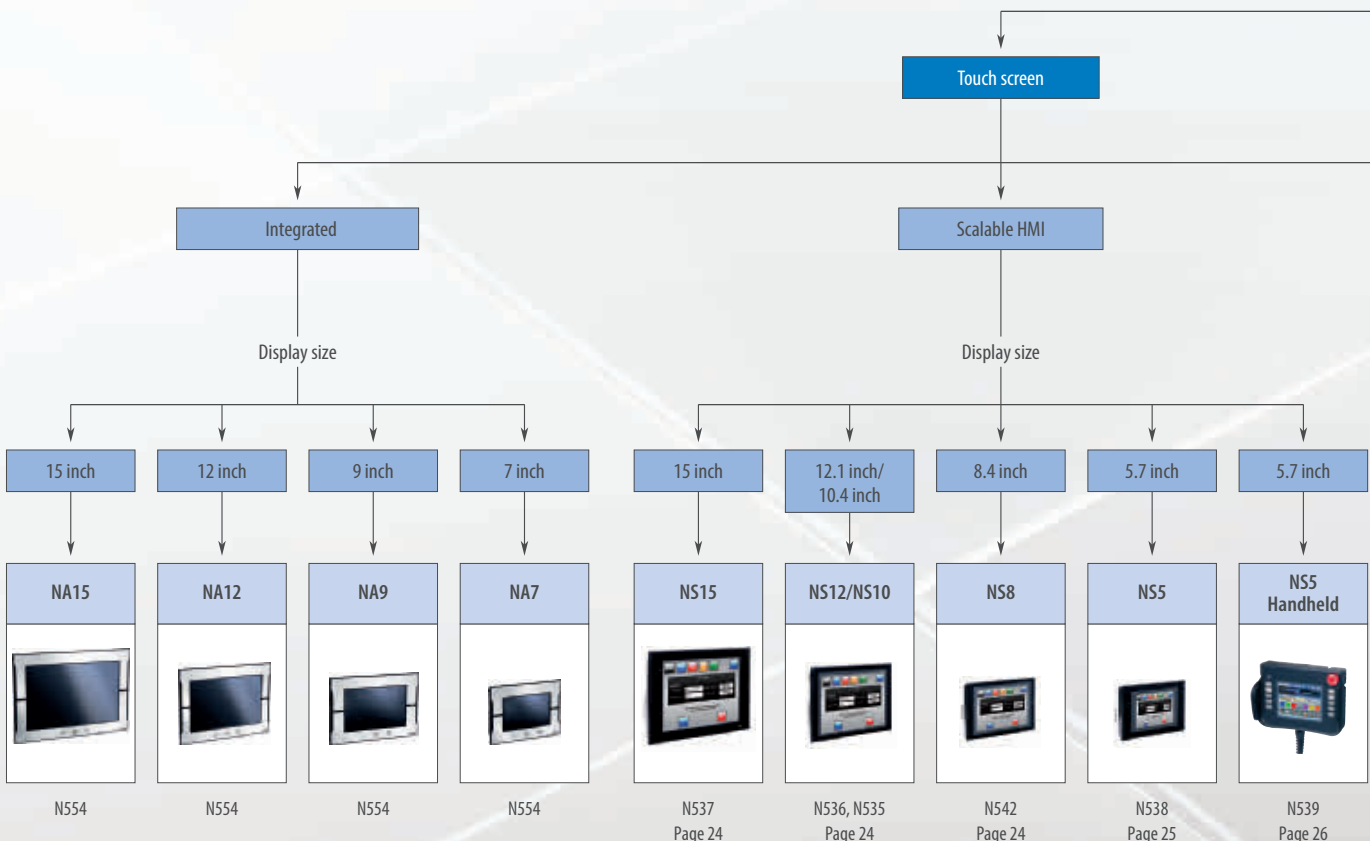 Touch screen
Integrated
Scalable HMI
Display size
Display size
15 inch
12 inch
9 inch
7 inch
15 inch
12.1 inch/
10.4 inch
8.4 inch
5.7 inch
5.7 inch
NA15
NA12
NA9
NA7
NS15
NS12/NS10
NS8
NS5
NS5
Handheld
N554
N554
N554
N554
N537
Page 24
N536, N535
Page 24
N542
Page 24
N538
Page 25
N539
Page 26